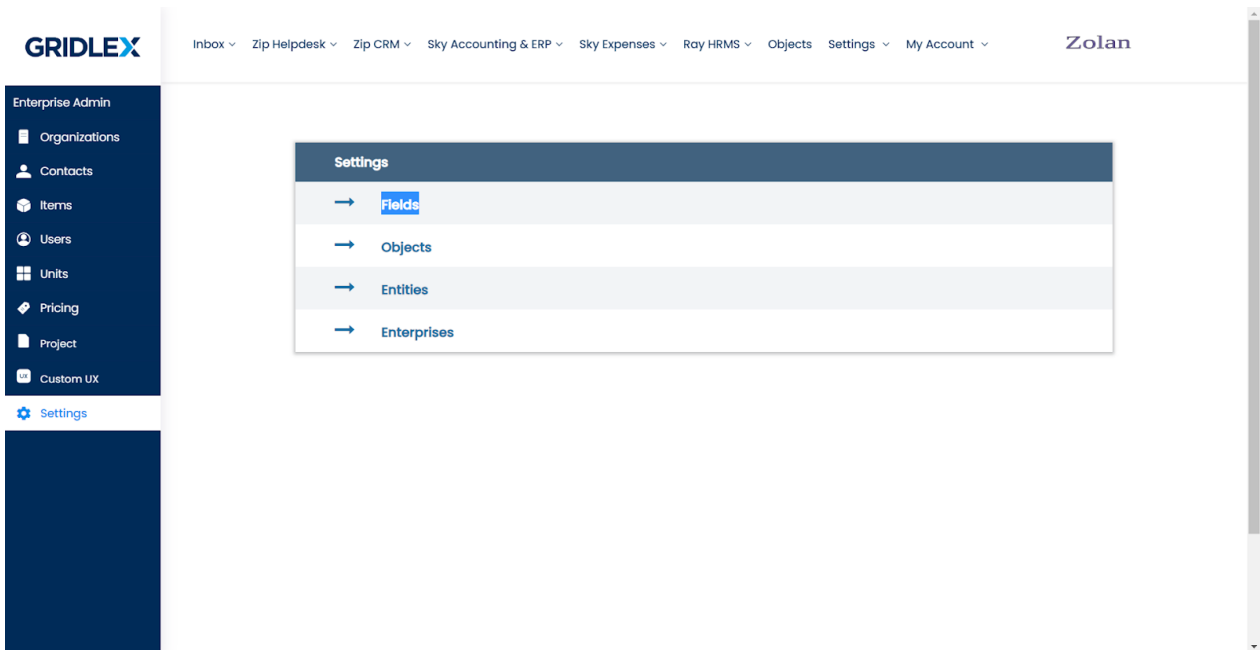 GRIDLEX
Inbox Zip Helpdesk Zip CRM Sky Accounting & ERP Sky Expenses Ray HRMS Objects Settings My Account Zolan
Enterprise Admin
Organizations
Contacts
Items
Users
Units
Pricing
Project
UX Custom UX
Settings
Settings
Fields
Objects
Entities
Enterprises